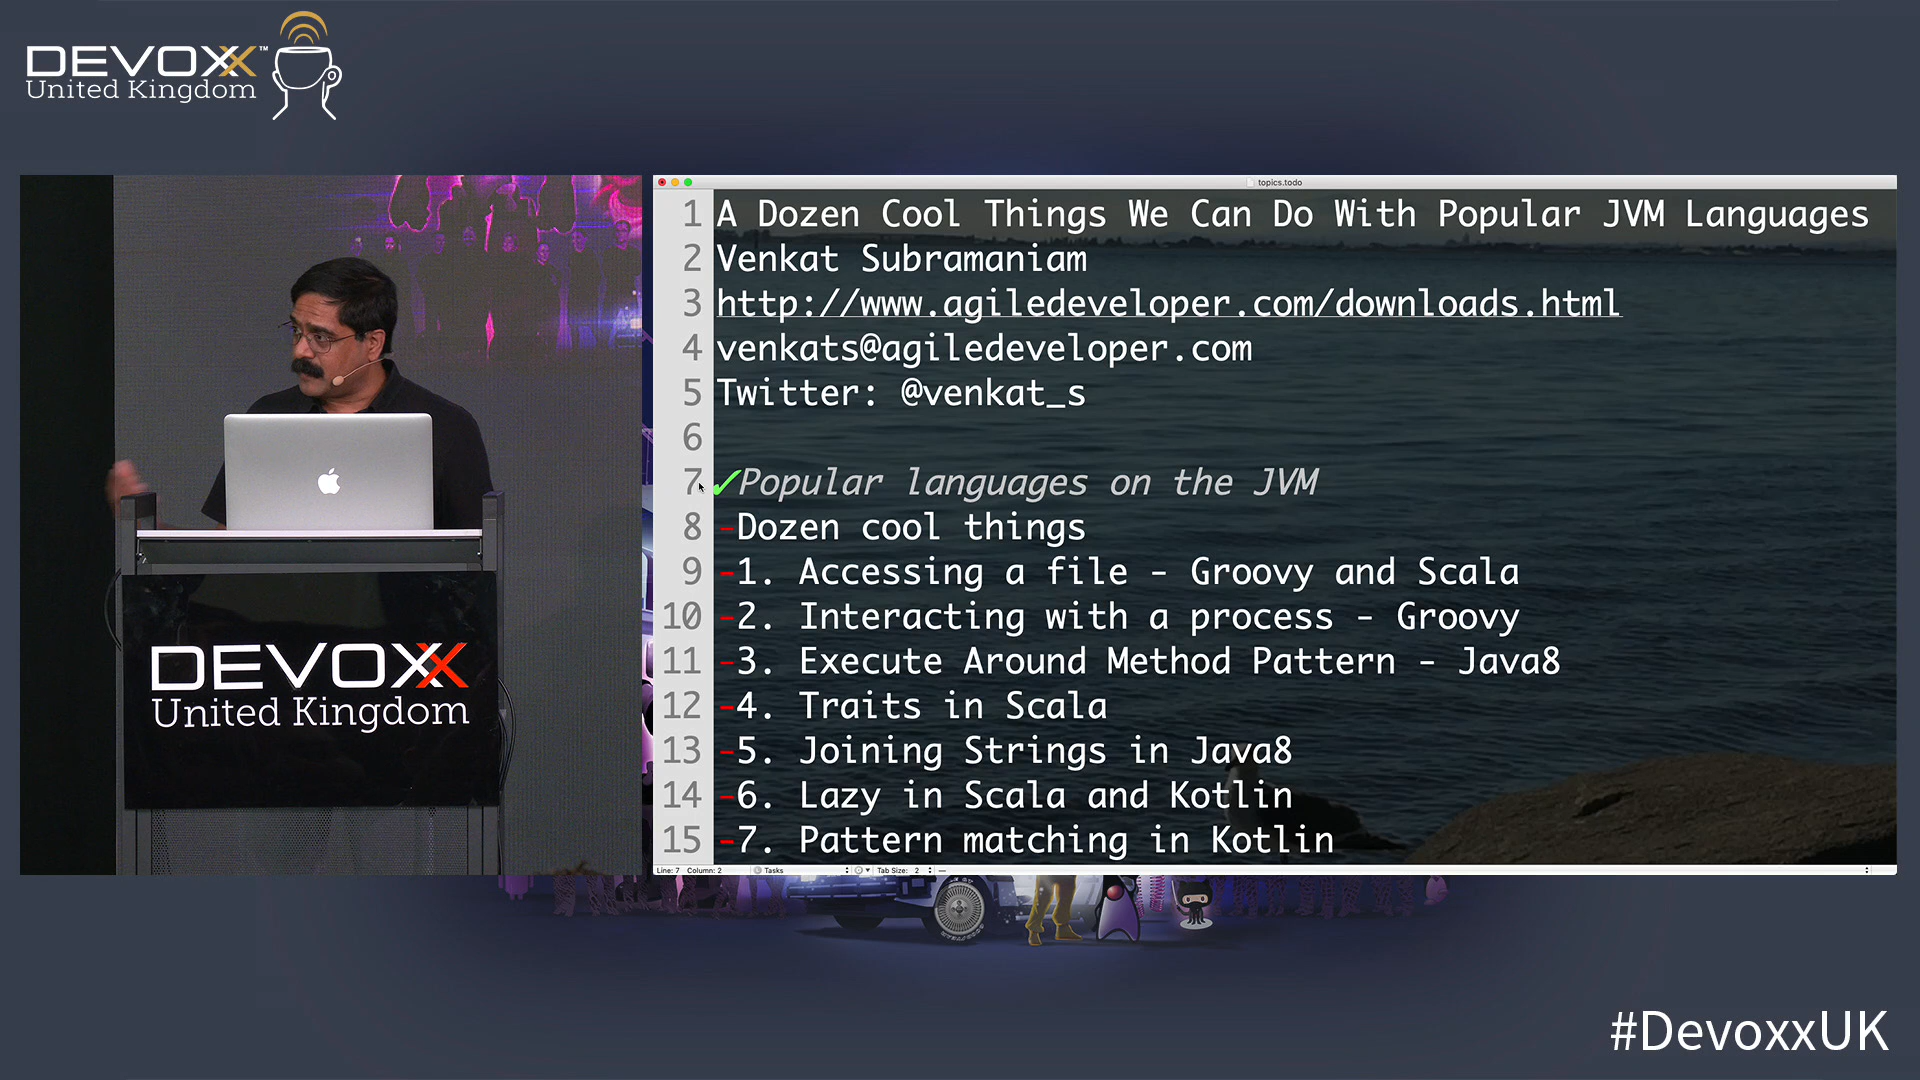 DEVOXX™
United Kingdom
topics.todo
1 A Dozen Cool Things We Can Do With Popular JVM Languages
2 Venkat Subramaniam
3 http://www.agiledeveloper.com/downloads.html
4 venkats@agiledeveloper.com
5 Twitter: @venkat_s
6
7 ✓Popular languages on the JVM
8 -Dozen cool things
9 -1. Accessing a file - Groovy and Scala
10 -2. Interacting with a process - Groovy
11 -3. Execute Around Method Pattern - Java8
12 -4. Traits in Scala
13 -5. Joining Strings in Java8
14 -6. Lazy in Scala and Kotlin
15 -7. Pattern matching in Kotlin
Line: 7 Column: 2 Tasks Tab Size: 2 —
DEVOXX
United Kingdom
#DevoxxUK